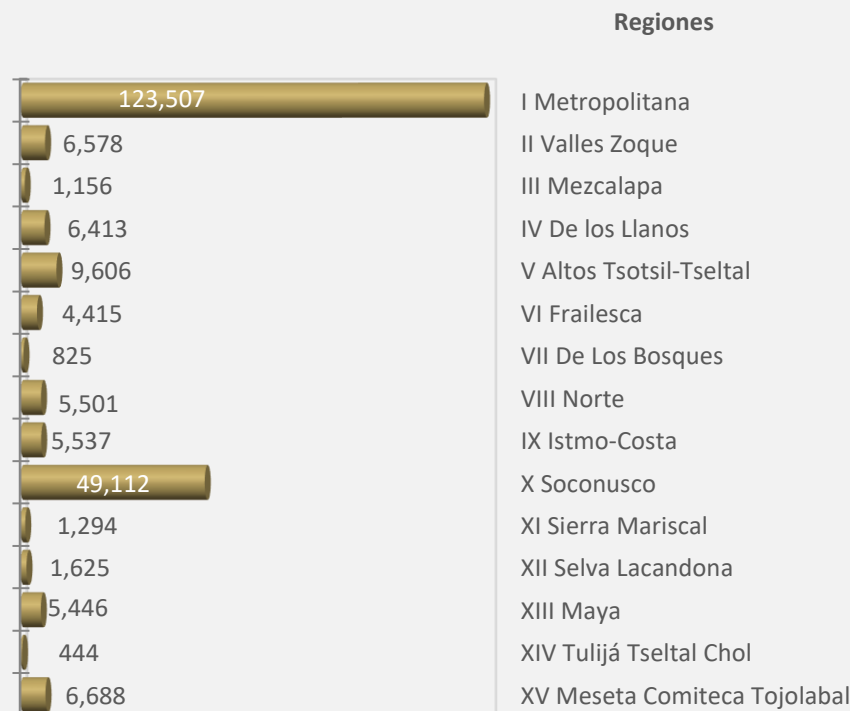 Regiones
123,507 I Metropolitana
6,578 II Valles Zoque
1,156 III Mezcalapa
6,413 IV De los Llanos
9,606 V Altos Tsotsil-Tseltal
4,415 VI Frailesca
825 VII De Los Bosques
5,501 VIII Norte
5,537 IX Istmo-Costa
49,112 X Soconusco
1,294 XI Sierra Mariscal
1,625 XII Selva Lacandona
5,446 XIII Maya
444 XIV Tulijá Tseltal Chol
6,688 XV Meseta Comiteca Tojolabal